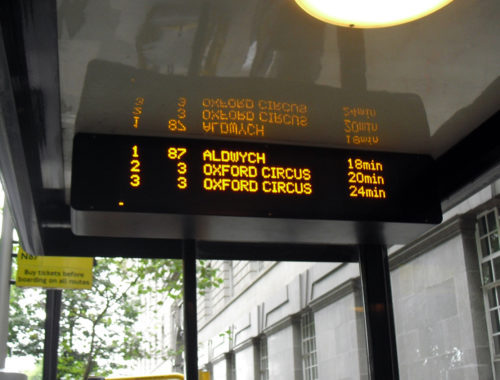 1 87 ALDWYCH 18min
2 3 OXFORD CIRCUS 20min
3 3 OXFORD CIRCUS 24min
N87
Buy tickets before
boarding on all routes